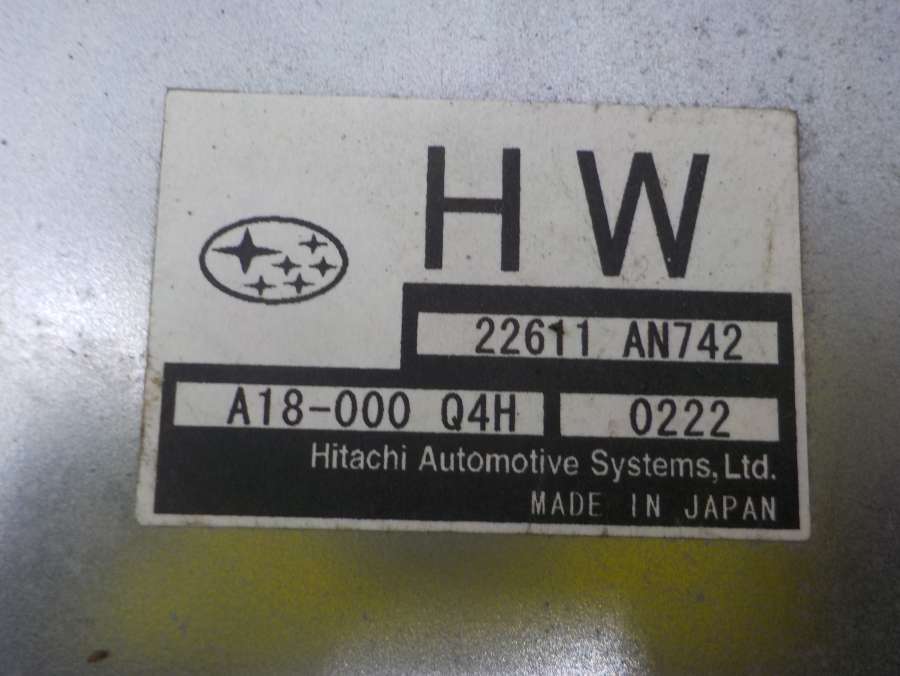 HW
22611 AN742
A18-000 Q4H 0222
Hitachi Automotive Systems, Ltd.
MADE IN JAPAN